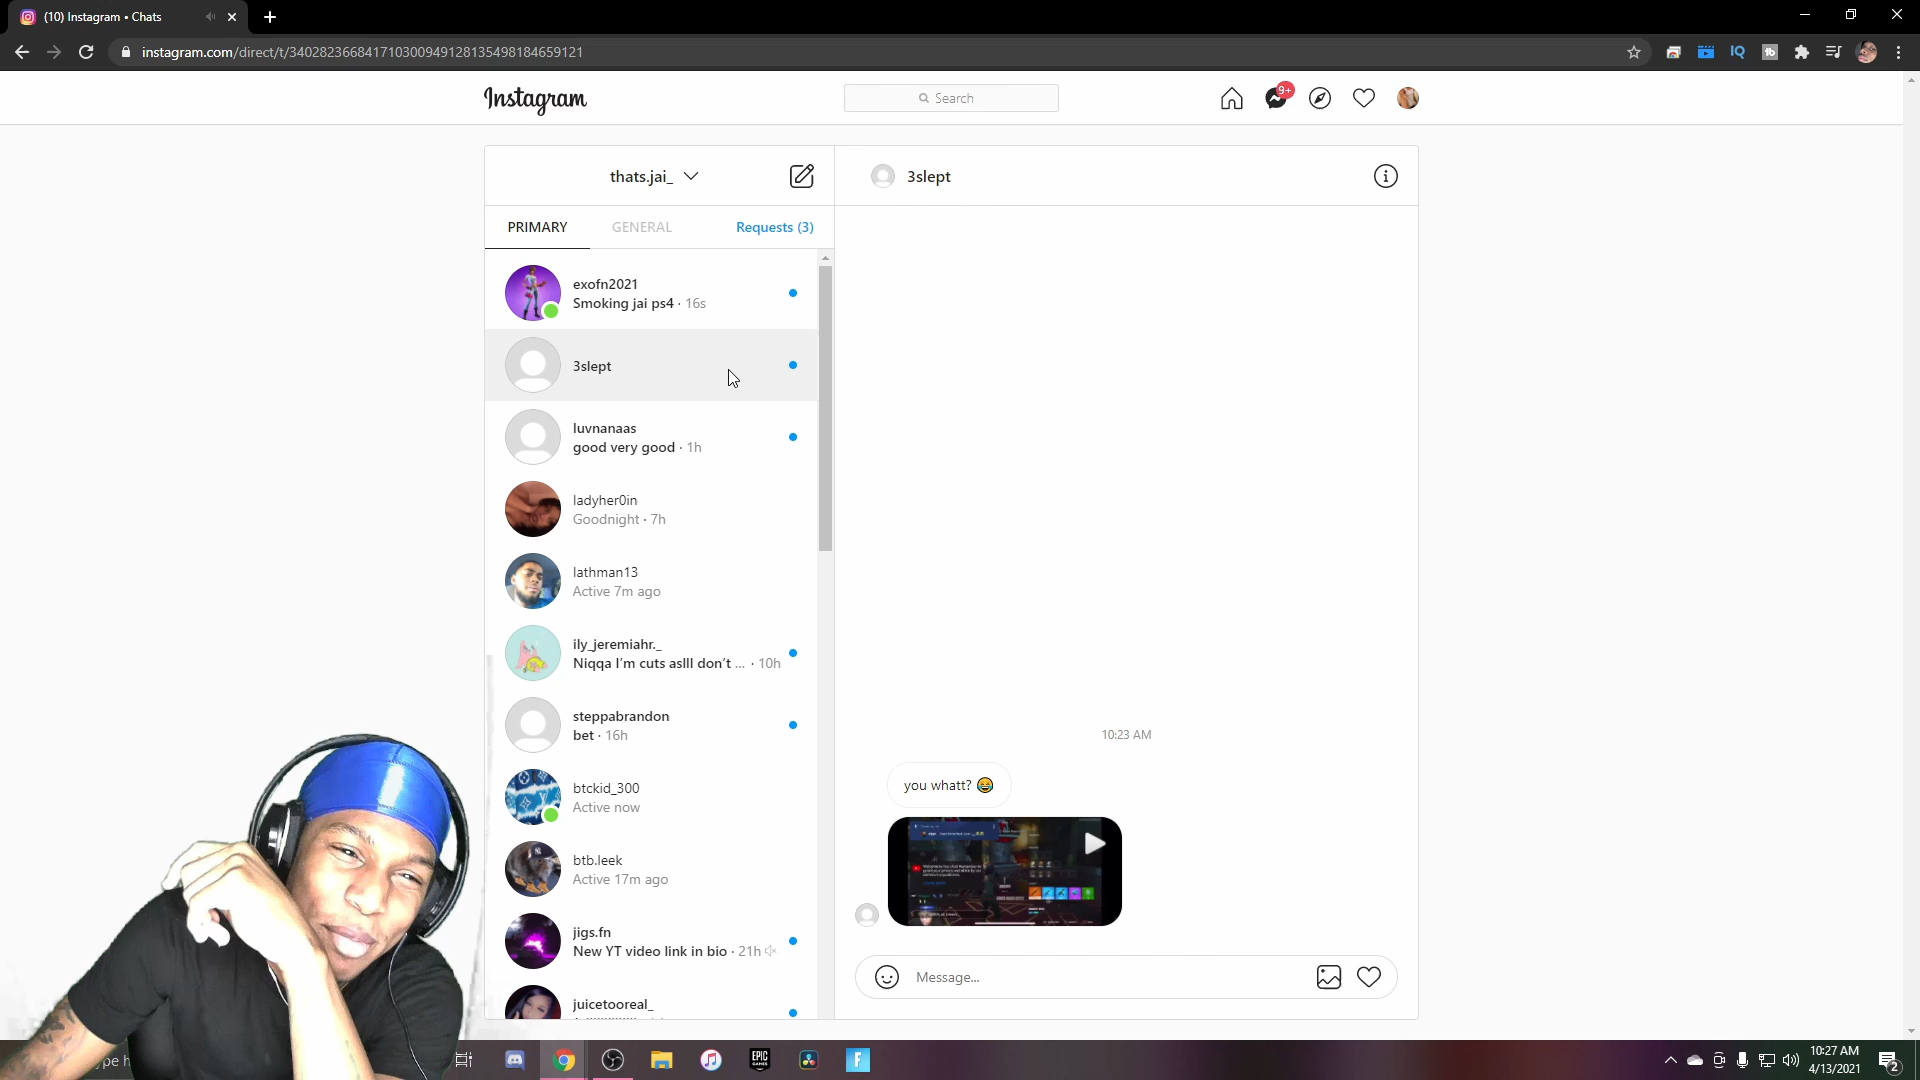 (10) Instagram • Chats
instagram.com/direct/t/340282366841710300949128135498184659121
Instagram
Search
9+
thats.jai_
3slept
PRIMARY
GENERAL
Requests (3)
exofn2021
Smoking jai ps4 · 16s
3slept
luvnanaas
good very good · 1h
ladyher0in
Goodnight · 7h
lathman13
Active 7m ago
ily_jeremiahr._
Niqqa I’m cuts aslll don’t ... · 10h
steppabrandon
bet · 16h
btckid_300
Active now
btb.leek
Active 17m ago
jigs.fn
New YT video link in bio · 21h
juicetooreal_
10:23 AM
you whatt? 😂
Message...
EPIC
GAMES
10:27 AM
4/13/2021
2